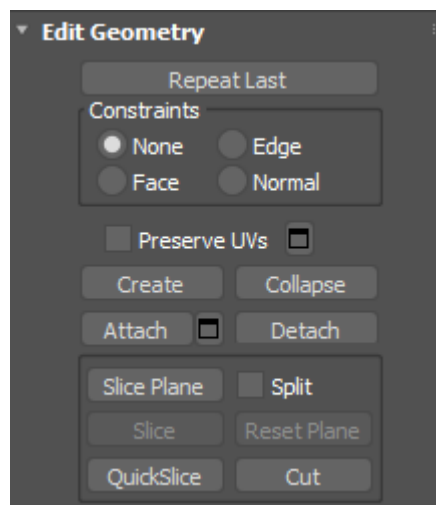 Edit Geometry
Repeat Last
Constraints
None Edge
Face Normal
Preserve UVs
Create Collapse
Attach Detach
Slice Plane Split
Slice Reset Plane
QuickSlice Cut